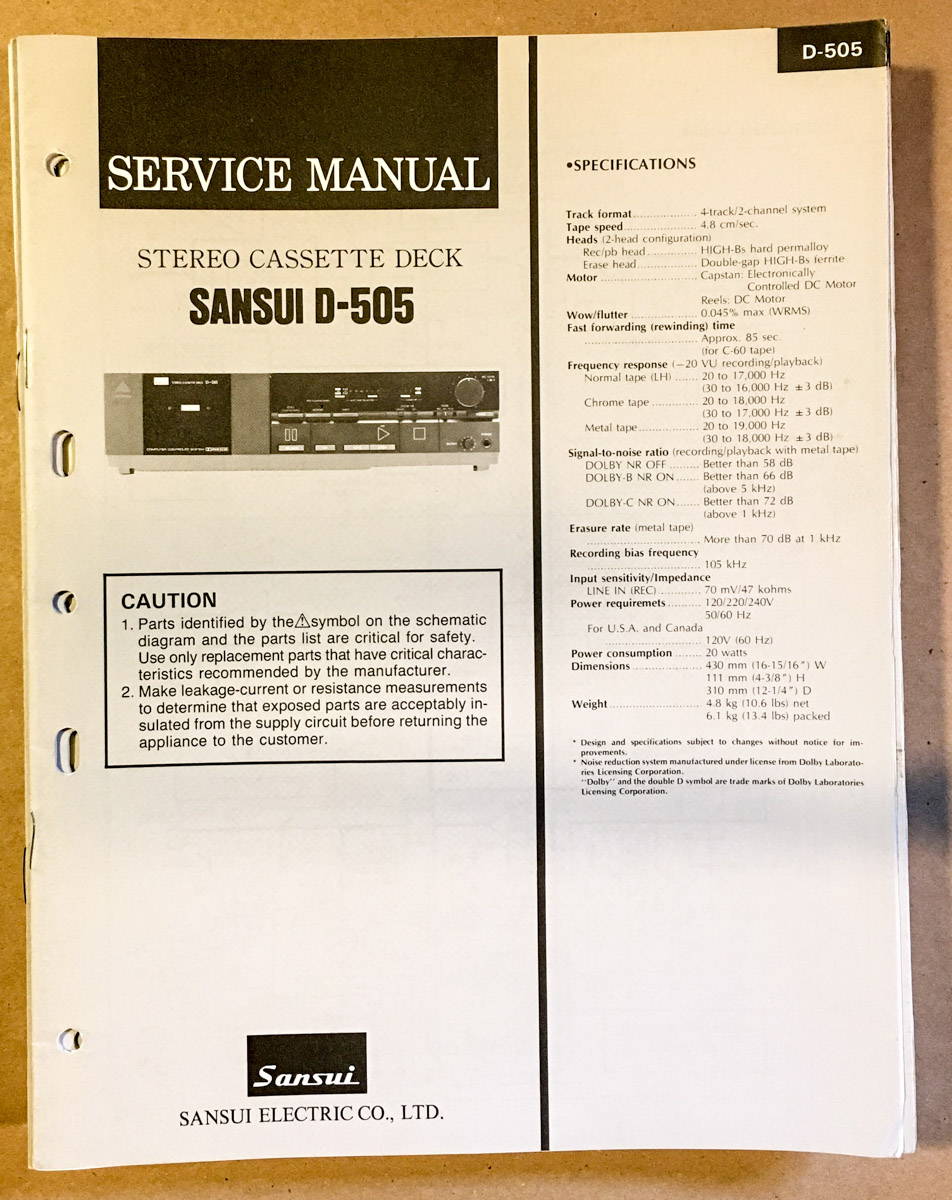 D-505
SERVICE MANUAL
STEREO CASSETTE DECK
SANSUI D-505
CAUTION
1. Parts identified by the⚠symbol on the schematic
diagram and the parts list are critical for safety.
Use only replacement parts that have critical charac-
teristics recommended by the manufacturer.
2. Make leakage-current or resistance measurements
to determine that exposed parts are acceptably in-
sulated from the supply circuit before returning the
appliance to the customer.
Sansui
SANSUI ELECTRIC CO., LTD.
•SPECIFICATIONS
Track format................... 4-track/2-channel system
Tape speed..................... 4.8 cm/sec.
Heads (2-head configuration)
Rec/pb head............... HIGH-Bs hard permalloy
Erase head.................. Double-gap HIGH-Bs ferrite
Motor ............................. Capstan: Electronically
Controlled DC Motor
Reels: DC Motor
Wow/flutter .................... 0.045% max (WRMS)
Fast forwarding (rewinding) time
.................................. Approx. 85 sec.
(for C-60 tape)
Frequency response (−20 VU recording/playback)
Normal tape (LH) ....... 20 to 17,000 Hz
(30 to 16,000 Hz ±3 dB)
Chrome tape.............. 20 to 18,000 Hz
(30 to 17,000 Hz ±3 dB)
Metal tape.................. 20 to 19,000 Hz
(30 to 18,000 Hz ±3 dB)
Signal-to-noise ratio (recording/playback with metal tape)
DOLBY NR OFF ......... Better than 58 dB
DOLBY-B NR ON....... Better than 66 dB
(above 5 kHz)
DOLBY-C NR ON....... Better than 72 dB
(above 1 kHz)
Erasure rate (metal tape)
.................................. More than 70 dB at 1 kHz
Recording bias frequency
.................................. 105 kHz
Input sensitivity/Impedance
LINE IN (REC)............. 70 mV/47 kohms
Power requiremets.......... 120/220/240V
50/60 Hz
For U.S.A. and Canada
............................. 120V (60 Hz)
Power consumption ........ 20 watts
Dimensions ..................... 430 mm (16-15/16") W
111 mm (4-3/8") H
310 mm (12-1/4") D
Weight............................ 4.8 kg (10.6 lbs) net
6.1 kg (13.4 lbs) packed
* Design and specifications subject to changes without notice for im-
provements.
* Noise reduction system manufactured under license from Dolby Laborato-
ries Licensing Corporation.
"Dolby" and the double D symbol are trade marks of Dolby Laboratories
Licensing Corporation.